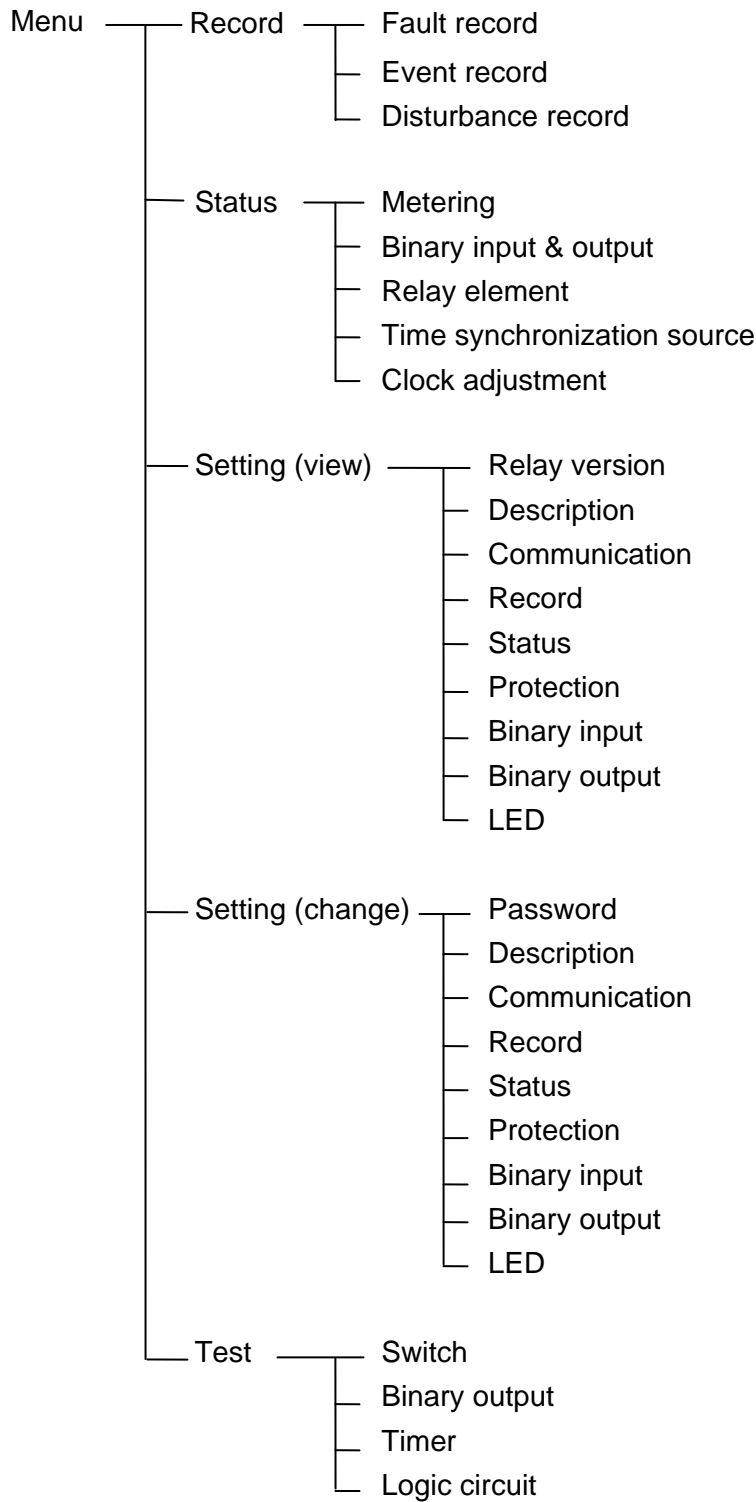 Menu Record Fault record
Event record
Disturbance record
Status Metering
Binary input & output
Relay element
Time synchronization source
Clock adjustment
Setting (view) Relay version
Description
Communication
Record
Status
Protection
Binary input
Binary output
LED
Setting (change) Password
Description
Communication
Record
Status
Protection
Binary input
Binary output
LED
Test Switch
Binary output
Timer
Logic circuit